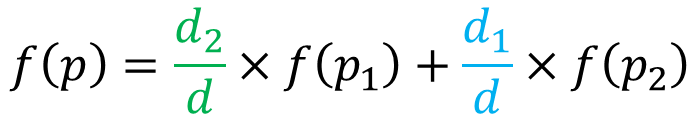 f(p) = d₂/d × f(p₁) + d₁/d × f(p₂)